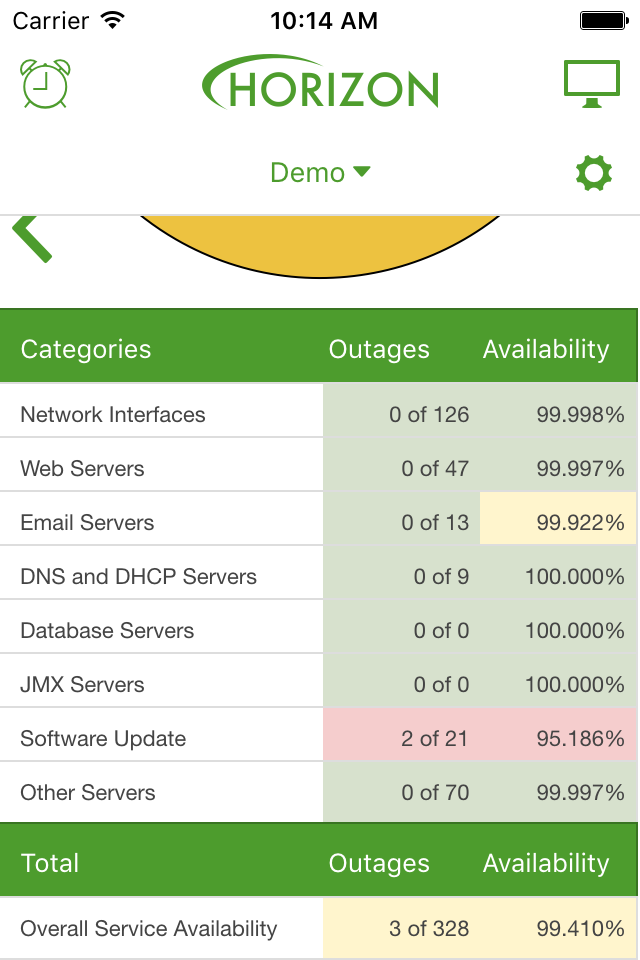 Carrier 10:14 AM
HORIZON
Demo
Categories Outages Availability
Network Interfaces 0 of 126 99.998%
Web Servers 0 of 47 99.997%
Email Servers 0 of 13 99.922%
DNS and DHCP Servers 0 of 9 100.000%
Database Servers 0 of 0 100.000%
JMX Servers 0 of 0 100.000%
Software Update 2 of 21 95.186%
Other Servers 0 of 70 99.997%
Total Outages Availability
Overall Service Availability 3 of 328 99.410%